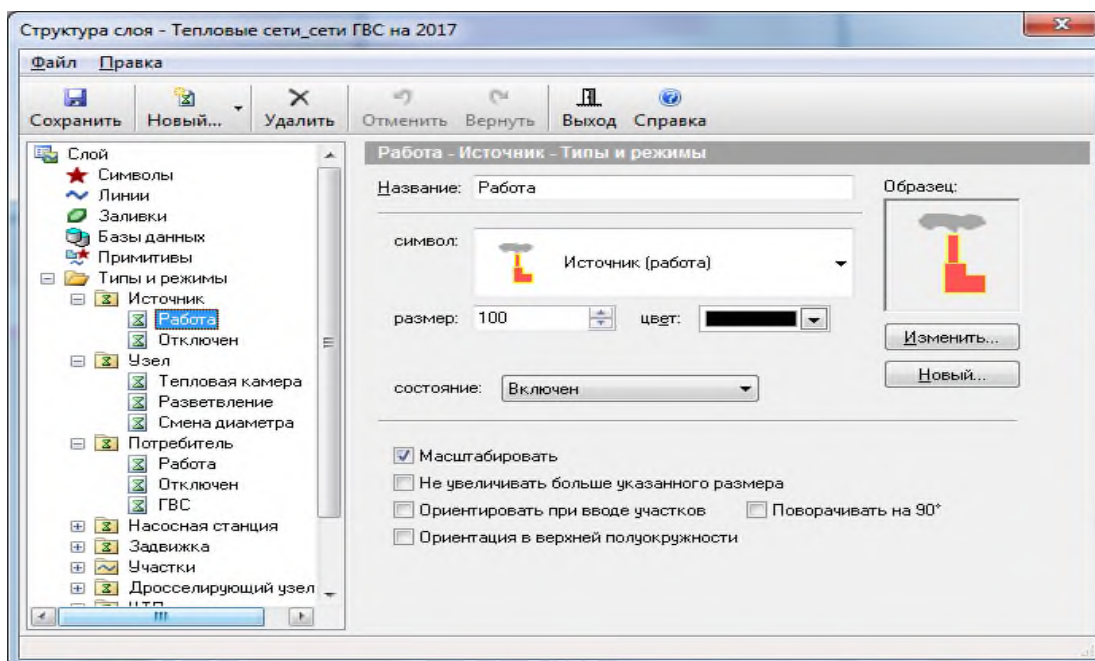 Структура слоя - Тепловые сети_сети ГВС на 2017
Файл Правка
Сохранить Новый... Удалить Отменить Вернуть Выход Справка
Слой
Символы
Линии
Заливки
Базы данных
Примитивы
Типы и режимы
Источник
Работа
Отключен
Узел
Тепловая камера
Разветвление
Смена диаметра
Потребитель
Работа
Отключен
ГВС
Насосная станция
Задвижка
Участки
Дросселирующий узел
ЦТП
Работа - Источник - Типы и режимы
Название: Работа
Образец:
символ: Источник (работа)
размер: 100 цвет:
Изменить...
Новый...
состояние: Включен
Масштабировать
Не увеличивать больше указанного размера
Ориентировать при вводе участков Поворачивать на 90°
Ориентация в верхней полуокружности